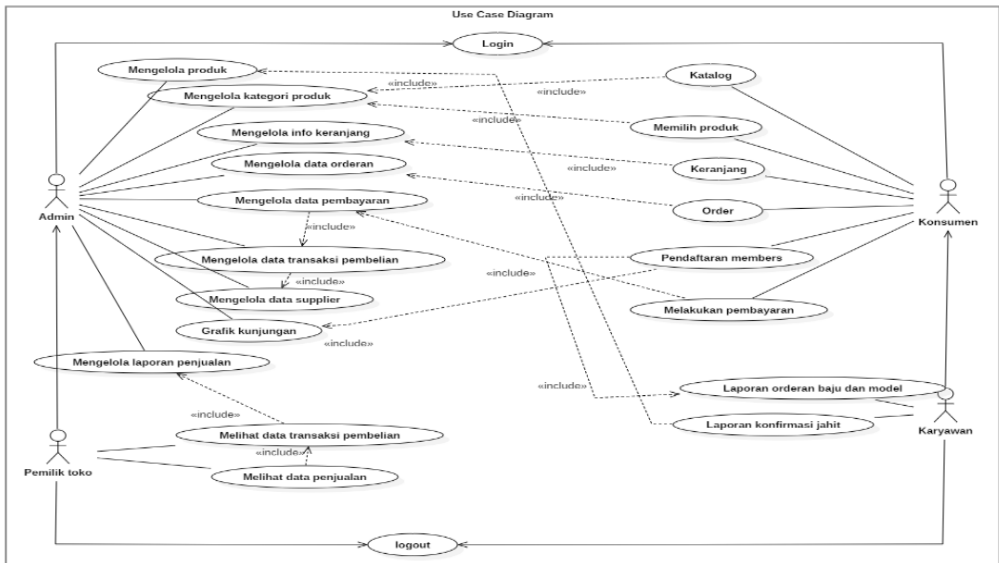 Use Case Diagram
Login
Mengelola produk
Katalog
«include»
«include»
Mengelola kategori produk
«include»
Memilih produk
Mengelola info keranjang
Mengelola data orderan
«include»
Keranjang
Mengelola data pembayaran
«include»
Order
Admin
Konsumen
«include»
Mengelola data transaksi pembelian
Pendaftaran members
«include»
«include»
Mengelola data supplier
Melakukan pembayaran
Grafik kunjungan
«include»
Mengelola laporan penjualan
«include»
Laporan orderan baju dan model
«include»
Laporan konfirmasi jahit
Karyawan
Melihat data transaksi pembelian
«include»
Pemilik toko
Melihat data penjualan
logout